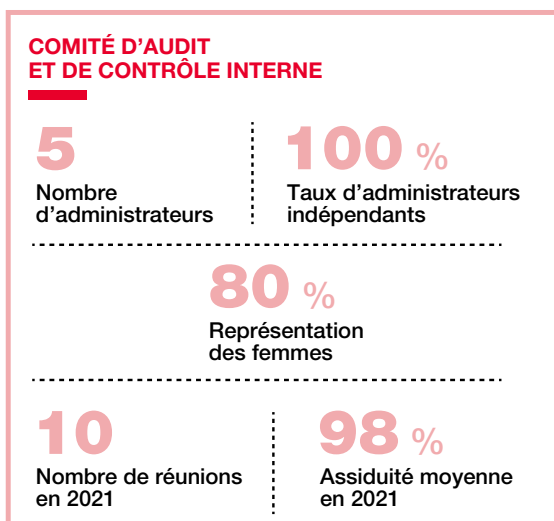 COMITÉ D'AUDIT
ET DE CONTRÔLE INTERNE
5
Nombre
d'administrateurs
100 %
Taux d'administrateurs
indépendants
80 %
Représentation
des femmes
10
Nombre de réunions
en 2021
98 %
Assiduité moyenne
en 2021